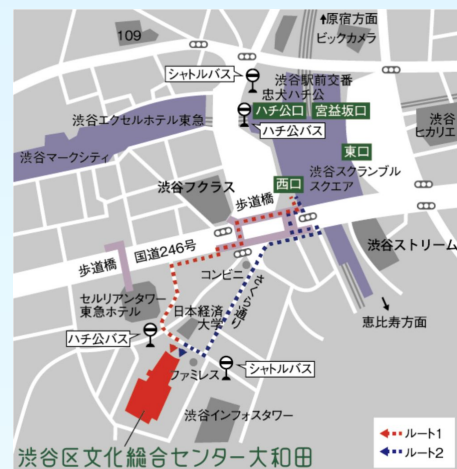 ↑原宿方面
ビックカメラ
109
シャトルバス
渋谷駅前交番
忠犬ハチ公
ハチ公口
宮益坂口
ハチ公バス
渋谷エクセルホテル東急
渋谷
ヒカリエ
東口
渋谷マークシティ
渋谷スクランブル
スクエア
西口
渋谷フクラス
歩道橋
国道246号
歩道橋
渋谷ストリーム
コンビニ
さくら通り
セルリアンタワー
東急ホテル
日本経済
大学
恵比寿方面
ハチ公バス
ファミレス
シャトルバス
渋谷インフォスタワー
ルート1
ルート2
渋谷区文化総合センター大和田